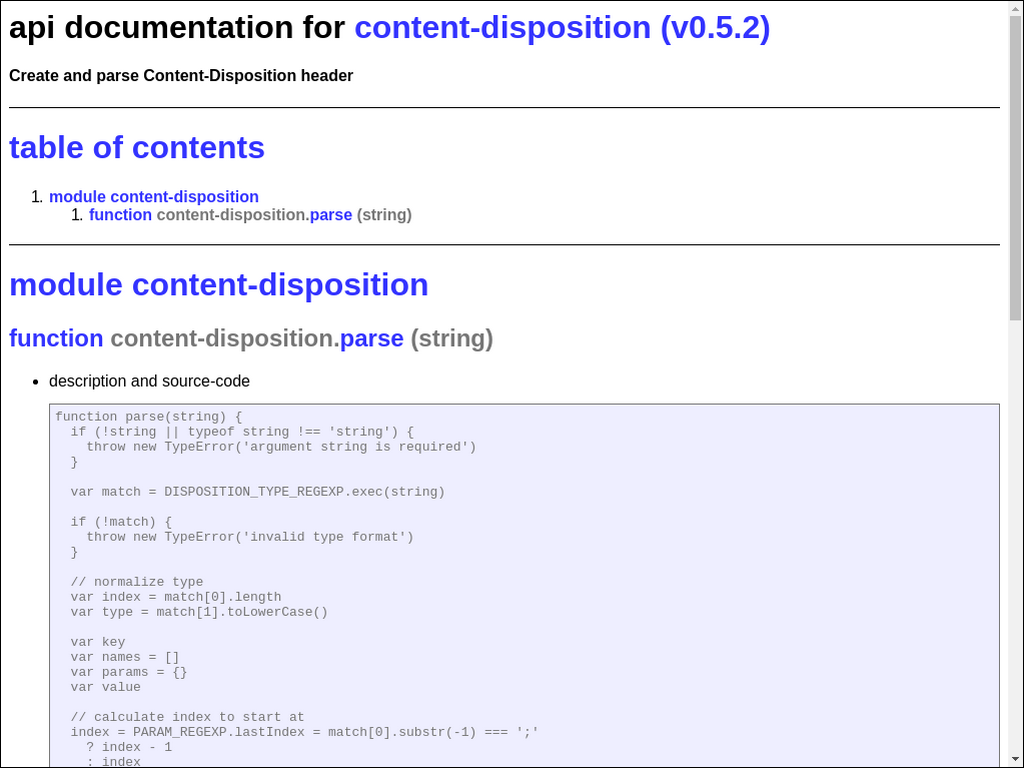 api documentation for content-disposition (v0.5.2)
Create and parse Content-Disposition header
table of contents
1. module content-disposition
1. function content-disposition.parse (string)
module content-disposition
function content-disposition.parse (string)
• description and source-code
function parse(string) {
  if (!string || typeof string !== 'string') {
    throw new TypeError('argument string is required')
  }
  var match = DISPOSITION_TYPE_REGEXP.exec(string)
  if (!match) {
    throw new TypeError('invalid type format')
  }
  // normalize type
  var index = match[0].length
  var type = match[1].toLowerCase()
  var key
  var names = []
  var params = {}
  var value
  // calculate index to start at
  index = PARAM_REGEXP.lastIndex = match[0].substr(-1) === ';'
    ? index - 1
    : index